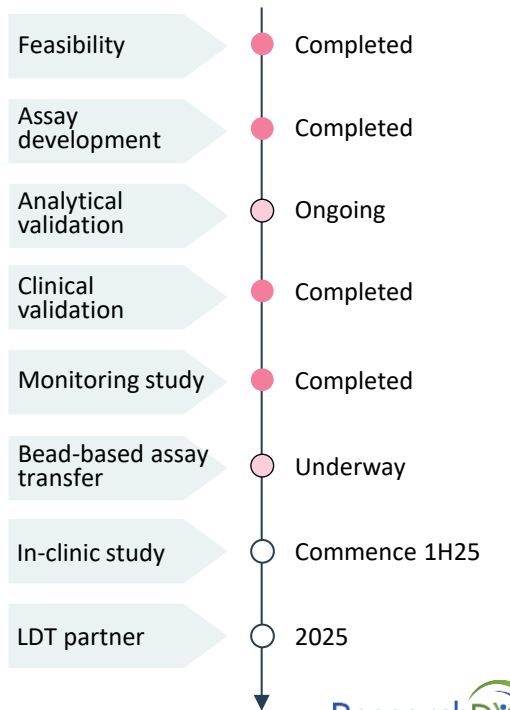 Feasibility
Completed
Assay
development
Completed
Analytical
validation
Ongoing
Clinical
validation
Completed
Monitoring study
Completed
Bead-based assay
transfer
Underway
In-clinic study
Commence 1H25
LDT partner
2025